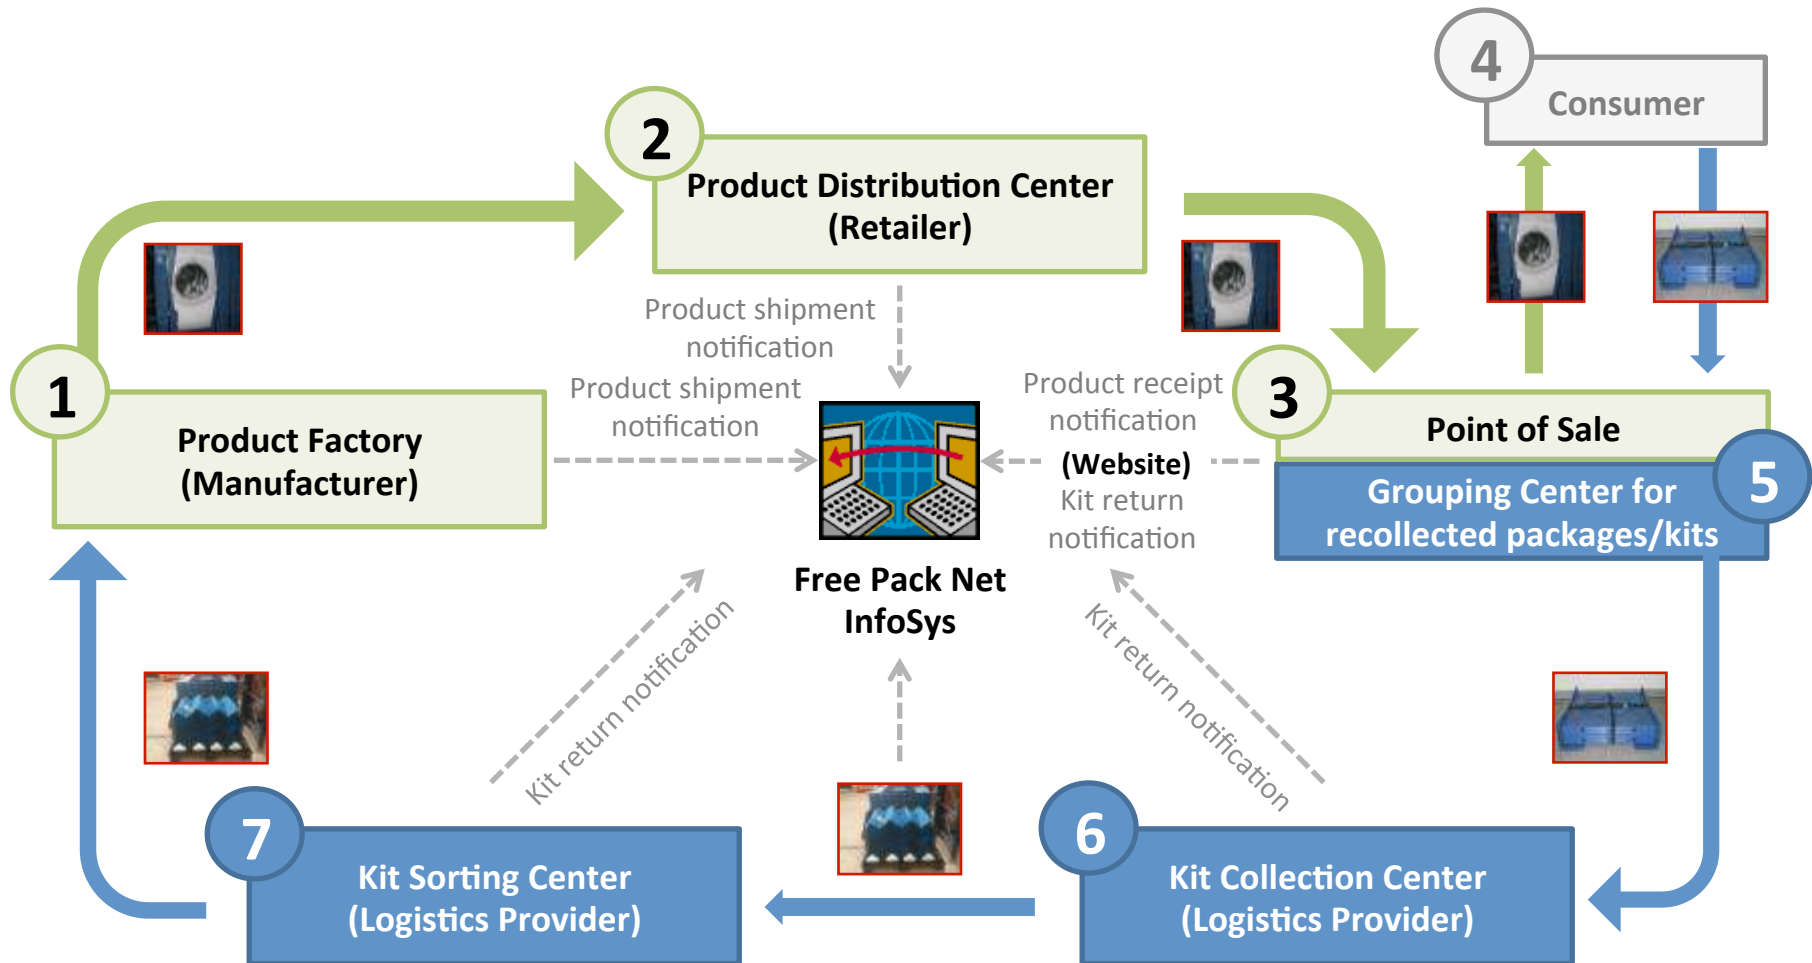 4
Consumer
2
Product Distribution Center
(Retailer)
Product shipment
notification
1
Product Factory
(Manufacturer)
Product shipment
notification
Product receipt
notification
(Website)
Kit return
notification
3
Point of Sale
5
Grouping Center for
recollected packages/kits
Free Pack Net
InfoSys
Kit return notification
Kit return notification
7
Kit Sorting Center
(Logistics Provider)
6
Kit Collection Center
(Logistics Provider)